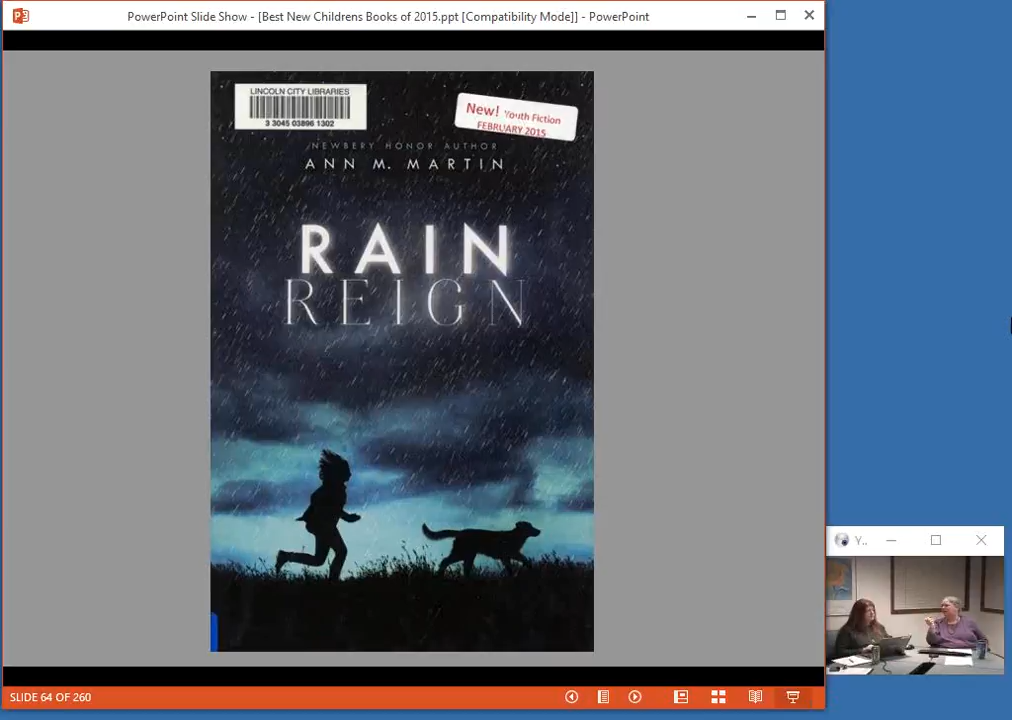 PowerPoint Slide Show - [Best New Childrens Books of 2015.ppt [Compatibility Mode]] - PowerPoint
LINCOLN CITY LIBRARIES
3 3045 03896 1302
New! Youth Fiction
FEBRUARY 2015
NEWBERY HONOR AUTHOR
ANN M. MARTIN
RAIN
REIGN
Y..
SLIDE 64 OF 260